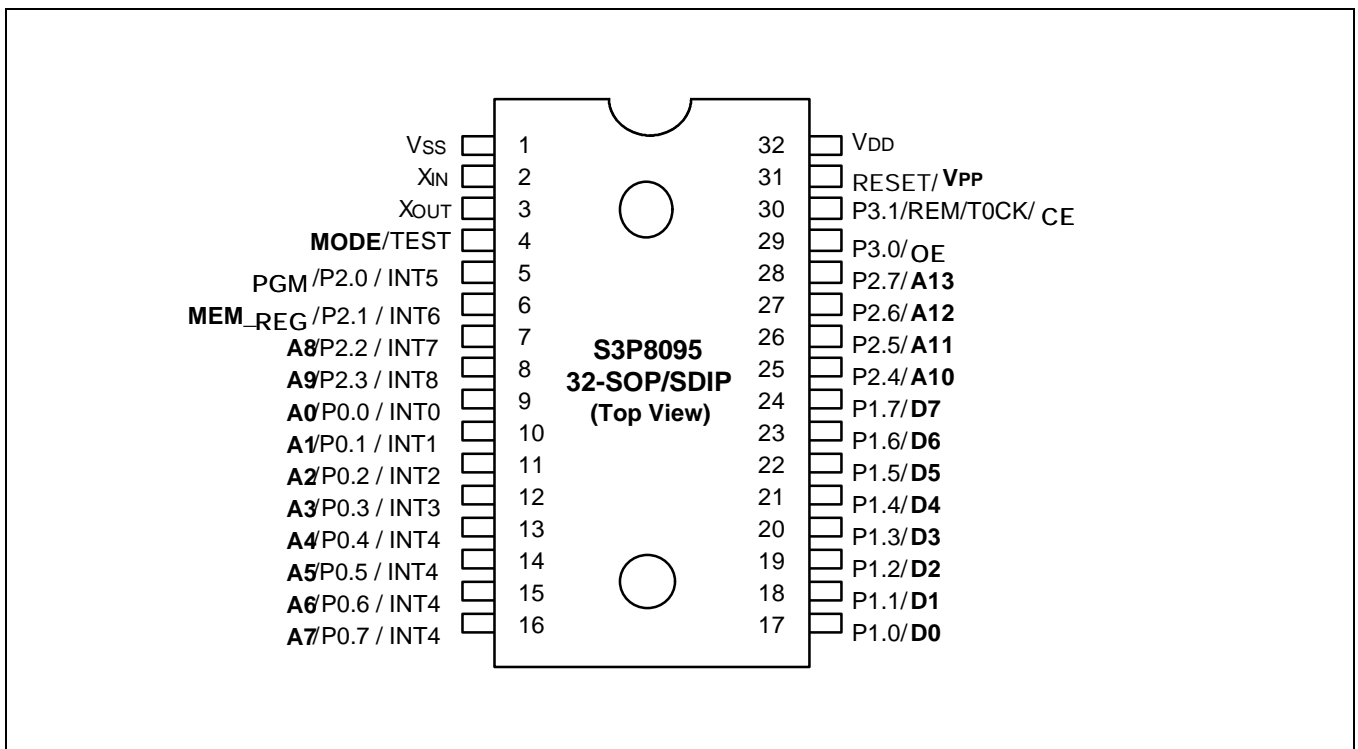 VSS 1 32 VDD
XIN 2 31 RESET/ VPP
XOUT 3 30 P3.1/REM/T0CK/ CE
MODE/TEST 4 29 P3.0/OE
PGM /P2.0 / INT5 5 28 P2.7/A13
MEM_REG /P2.1 / INT6 6 27 P2.6/A12
A8/P2.2 / INT7 7 26 P2.5/A11
A9/P2.3 / INT8 8 25 P2.4/A10
A0/P0.0 / INT0 9 24 P1.7/D7
A1/P0.1 / INT1 10 23 P1.6/D6
A2/P0.2 / INT2 11 22 P1.5/D5
A3/P0.3 / INT3 12 21 P1.4/D4
A4/P0.4 / INT4 13 20 P1.3/D3
A5/P0.5 / INT4 14 19 P1.2/D2
A6/P0.6 / INT4 15 18 P1.1/D1
A7/P0.7 / INT4 16 17 P1.0/D0
S3P8095
32-SOP/SDIP
(Top View)